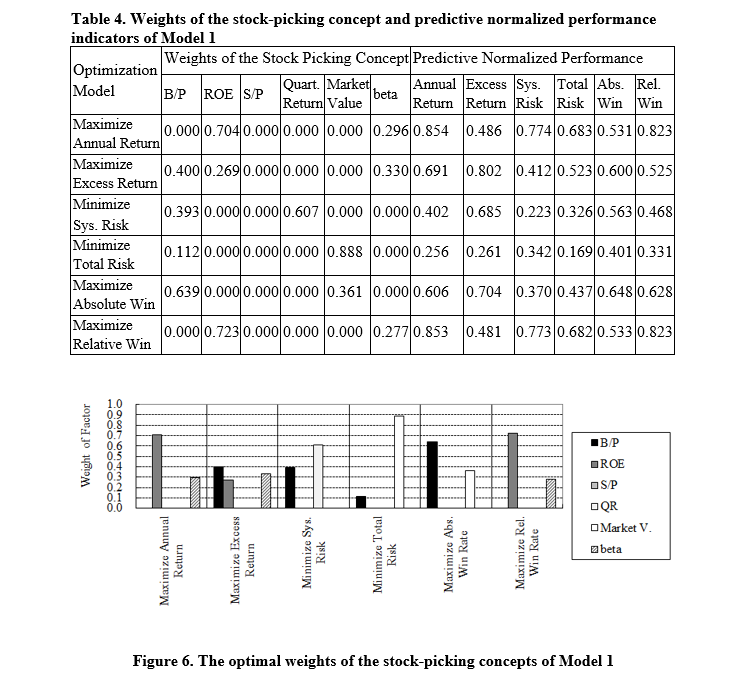 Table 4. Weights of the stock-picking concept and predictive normalized performance
indicators of Model 1
Optimization Model Weights of the Stock Picking Concept Predictive Normalized Performance
B/P ROE S/P Quart. Return Market Value beta Annual Return Excess Return Sys. Risk Total Risk Abs. Win Rel. Win
Maximize Annual Return 0.000 0.704 0.000 0.000 0.000 0.296 0.854 0.486 0.774 0.683 0.531 0.823
Maximize Excess Return 0.400 0.269 0.000 0.000 0.000 0.330 0.691 0.802 0.412 0.523 0.600 0.525
Minimize Sys. Risk 0.393 0.000 0.000 0.607 0.000 0.000 0.402 0.685 0.223 0.326 0.563 0.468
Minimize Total Risk 0.112 0.000 0.000 0.000 0.888 0.000 0.256 0.261 0.342 0.169 0.401 0.331
Maximize Absolute Win 0.639 0.000 0.000 0.000 0.361 0.000 0.606 0.704 0.370 0.437 0.648 0.628
Maximize Relative Win 0.000 0.723 0.000 0.000 0.000 0.277 0.853 0.481 0.773 0.682 0.533 0.823
Weight of Factor
1.0
0.9
0.8
0.7
0.6
0.5
0.4
0.3
0.2
0.1
0.0
Maximize Annual
Return
Maximize Excess
Return
Minimize Sys.
Risk
Minimize Total
Risk
Maximize Abs.
Win Rate
Maximize Rel.
Win Rate
B/P
ROE
S/P
QR
Market V.
beta
Figure 6. The optimal weights of the stock-picking concepts of Model 1